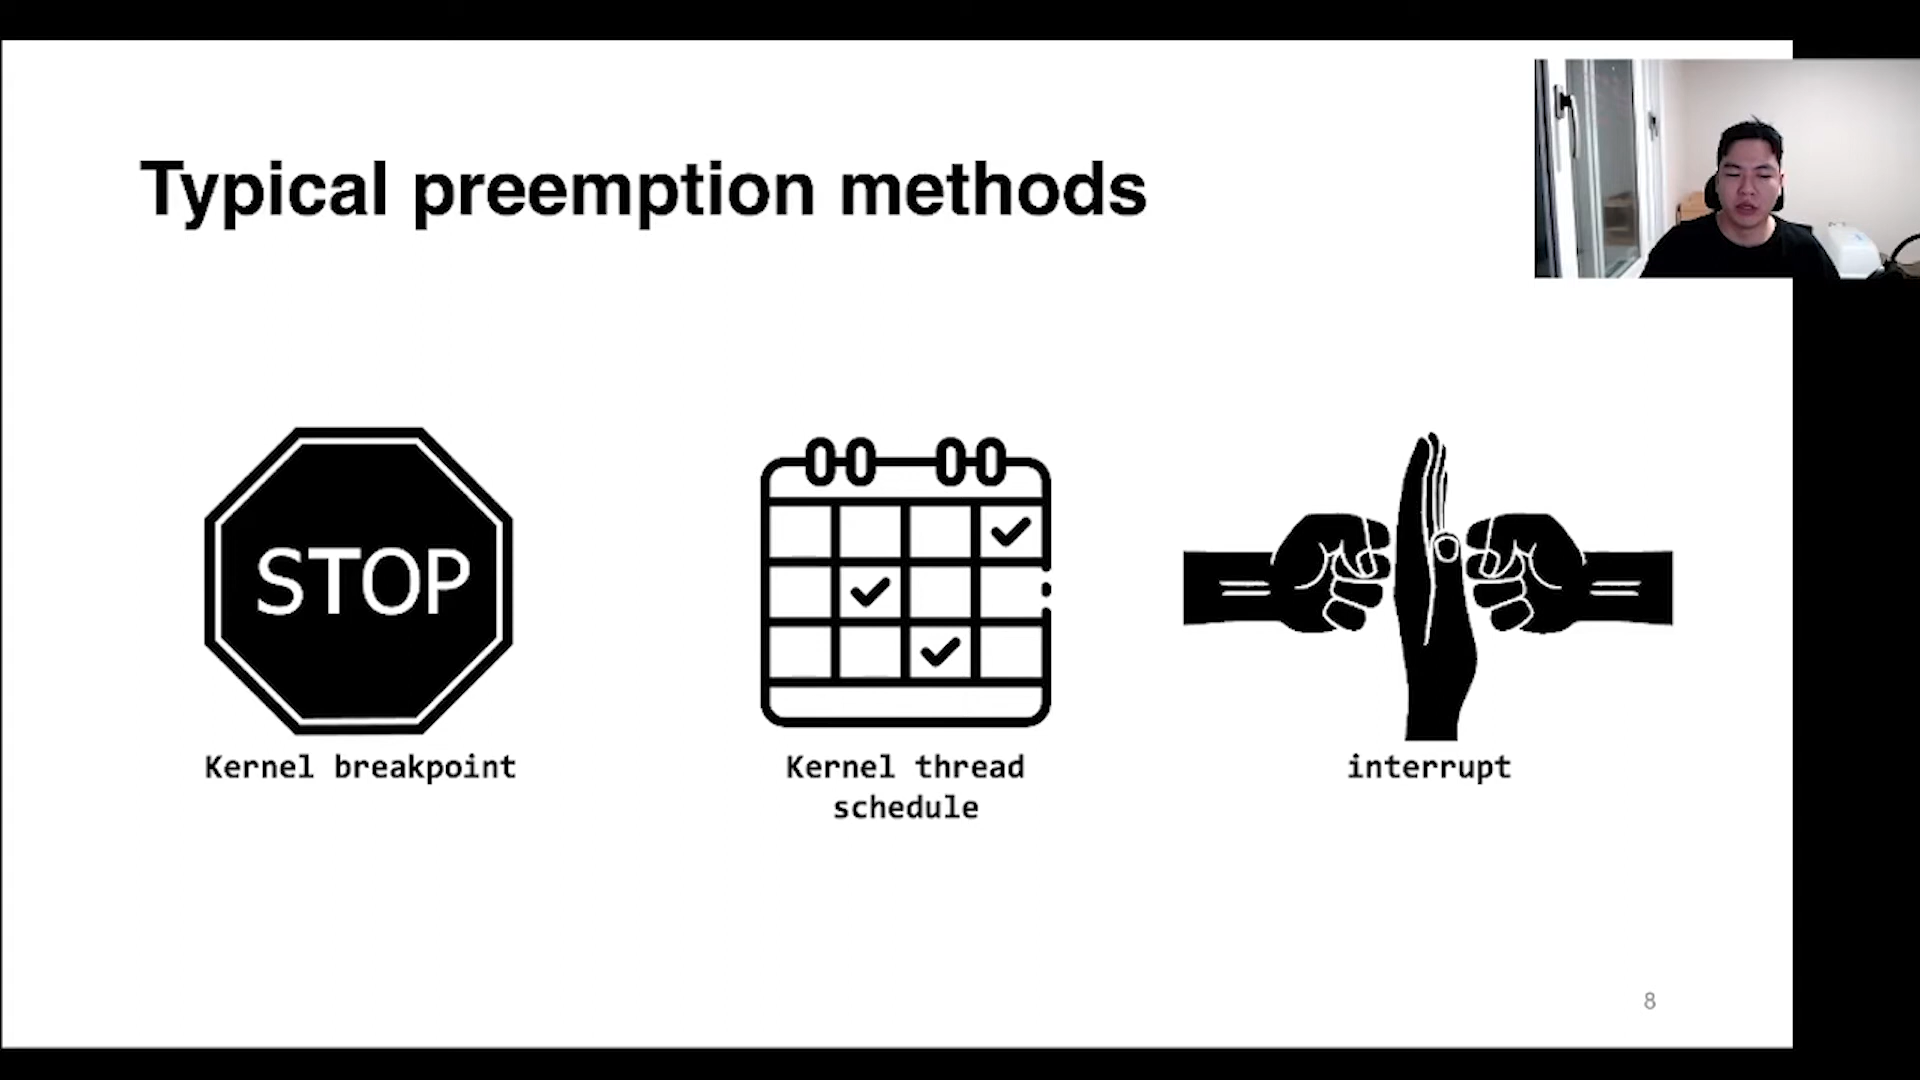 Typical preemption methods
STOP
Kernel breakpoint
Kernel thread
schedule
interrupt
8